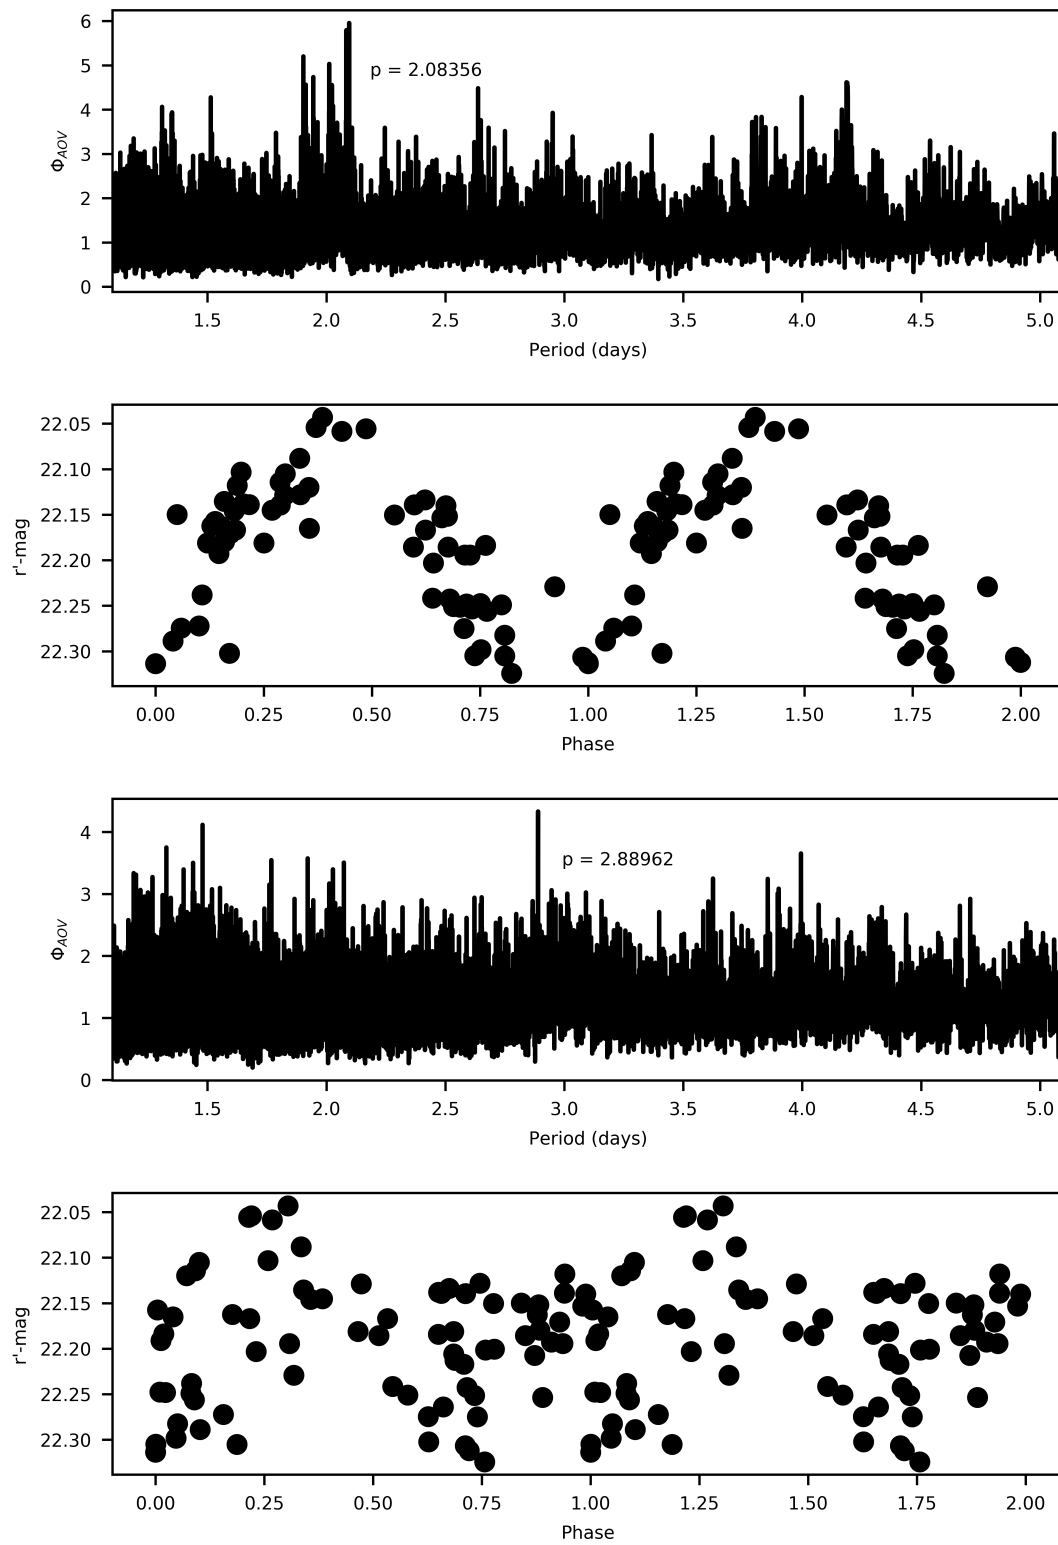 6
5
4
3
2
1
0
Φ_AOV
p = 2.08356
1.5 2.0 2.5 3.0 3.5 4.0 4.5 5.0
Period (days)
22.05
22.10
22.15
22.20
22.25
22.30
r'-mag
0.00 0.25 0.50 0.75 1.00 1.25 1.50 1.75 2.00
Phase
4
3
2
1
0
Φ_AOV
p = 2.88962
1.5 2.0 2.5 3.0 3.5 4.0 4.5 5.0
Period (days)
22.05
22.10
22.15
22.20
22.25
22.30
r'-mag
0.00 0.25 0.50 0.75 1.00 1.25 1.50 1.75 2.00
Phase